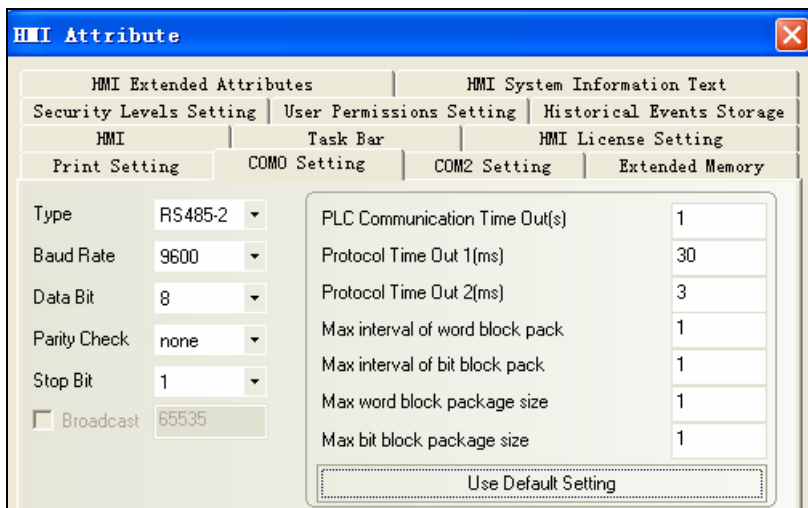 HMI Attribute
HMI Extended Attributes HMI System Information Text
Security Levels Setting User Permissions Setting Historical Events Storage
HMI Task Bar HMI License Setting
Print Setting COM0 Setting COM2 Setting Extended Memory
Type RS485-2
Baud Rate 9600
Data Bit 8
Parity Check none
Stop Bit 1
Broadcast 65535
PLC Communication Time Out(s) 1
Protocol Time Out 1(ms) 30
Protocol Time Out 2(ms) 3
Max interval of word block pack 1
Max interval of bit block pack 1
Max word block package size 1
Max bit block package size 1
Use Default Setting